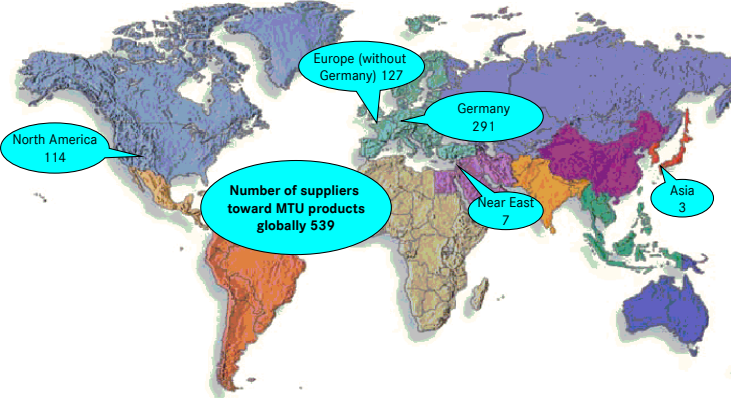 Europe (without
Germany) 127
Germany
291
North America
114
Number of suppliers
toward MTU products
globally 539
Near East
7
Asia
3